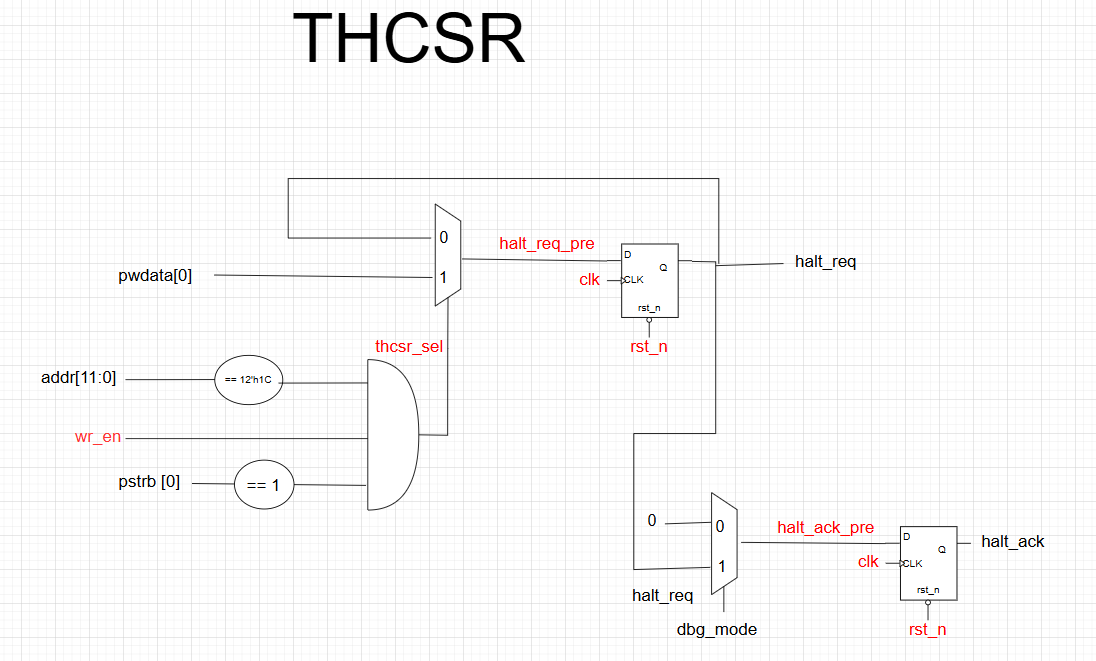 THCSR
0
halt_req_pre
pwdata[0]
1
D
Q
clk
CLK
rst_n
halt_req
thcsr_sel
rst_n
addr[11:0]
== 12'h1C
wr_en
pstrb [0]
== 1
0
0
halt_ack_pre
D
Q
halt_ack
1
clk
CLK
halt_req
rst_n
dbg_mode
rst_n